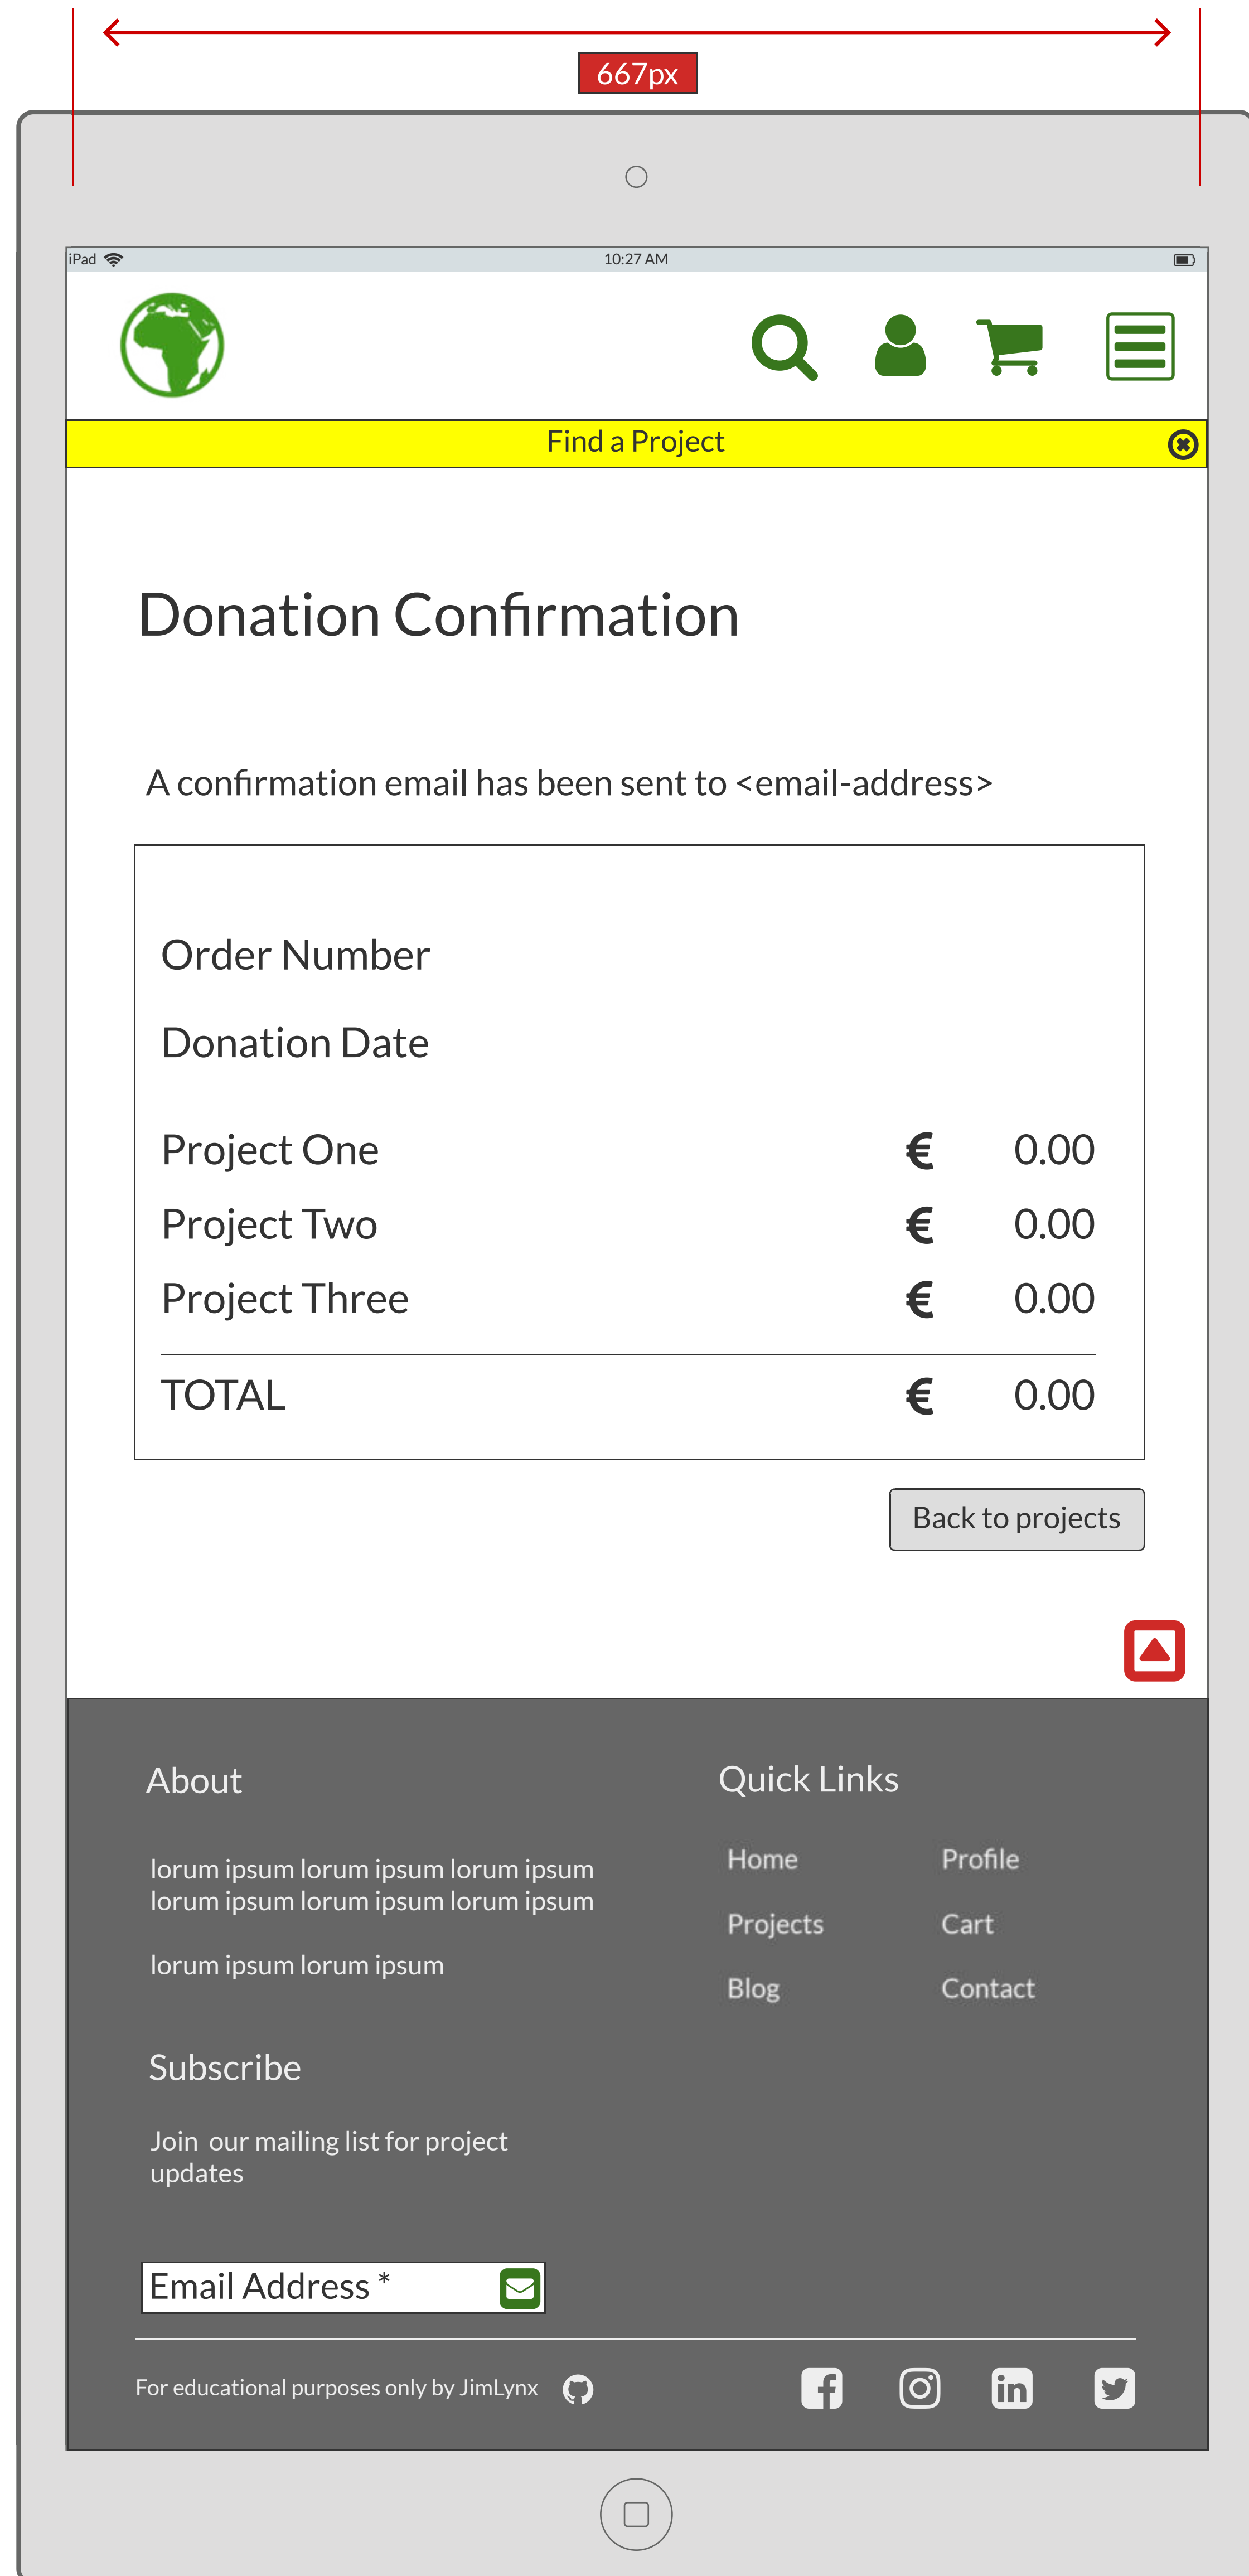 667px
iPad
10:27 AM
Find a Project
Donation Confirmation
A confirmation email has been sent to <email-address>
Order Number
Donation Date
Project One € 0.00
Project Two € 0.00
Project Three € 0.00
TOTAL € 0.00
Back to projects
About
lorum ipsum lorum ipsum lorum ipsum
lorum ipsum lorum ipsum lorum ipsum
lorum ipsum lorum ipsum
Quick Links
Home Profile
Projects Cart
Blog Contact
Subscribe
Join our mailing list for project
updates
Email Address *
For educational purposes only by JimLynx